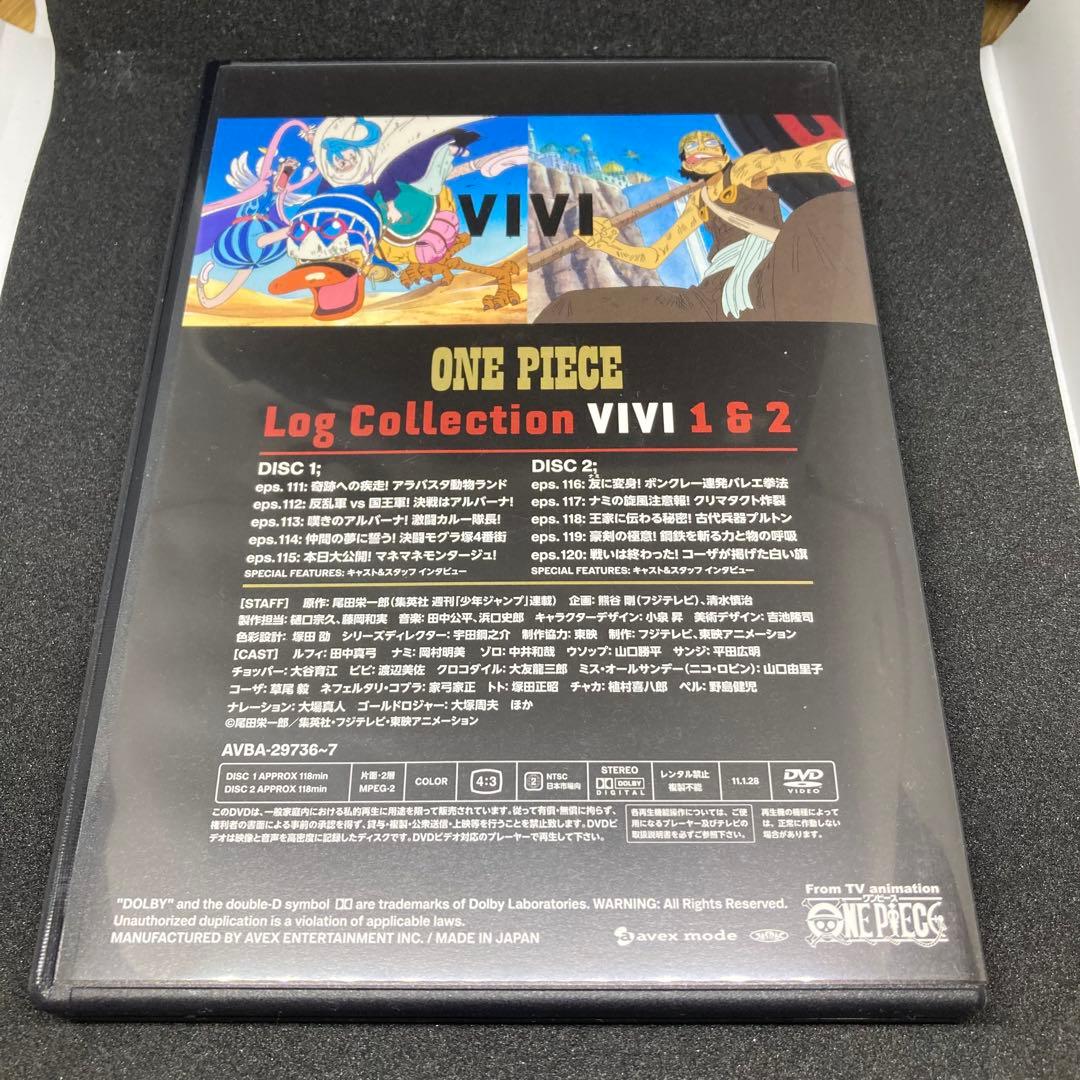 VIVI
ONE PIECE
Log Collection VIVI 1 & 2
DISC 1;
eps. 111: 奇跡への疾走! アラバスタ動物ランド
eps.112: 反乱軍 vs 国王軍! 決戦はアルバーナ!
eps.113: 嘆きのアルバーナ! 激闘カルー隊長!
eps.114: 仲間の夢に誓う! 決闘モグラ塚4番街
eps.115: 本日大公開! マネマネモンタージュ!
SPECIAL FEATURES: キャスト&スタッフ インタビュー
DISC 2;
eps.116: 友に変身! ボンクレー連発バレエ拳法
eps.117: ナミの旋風注意報! クリマタクト炸裂
eps.118: 王家に伝わる秘密! 古代兵器プルトン
eps.119: 豪剣の極意! 鋼鉄を斬る力と物の呼吸
eps.120: 戦いは終わった! コーザが掲げた白い旗
SPECIAL FEATURES: キャスト&スタッフ インタビュー
[STAFF] 原作:尾田栄一郎(集英社 週刊「少年ジャンプ」連載) 企画:熊谷 剛(フジテレビ)、清水慎治
製作担当:樋口宗久、藤岡和実 音楽:田中公平、浜口史郎 キャラクターデザイン:小泉 昇 美術デザイン:吉池隆司
色彩設計:塚田 劭 シリーズディレクター:宇田鋼之介 制作協力:東映 制作:フジテレビ、東映アニメーション
[CAST] ルフィ:田中真弓 ナミ:岡村明美 ゾロ:中井和哉 ウソップ:山口勝平 サンジ:平田広明
チョッパー:大谷育江 ビビ:渡辺美佐 クロコダイル:大友龍三郎 ミス・オールサンデー(ニコ・ロビン):山口由里子
コーザ:草尾 毅 ネフェルタリ・コブラ:家弓家正 トト:塚田正昭 チャカ:植村喜八郎 ペル:野島健児
ナレーション:大場真人 ゴールドロジャー:大塚周夫 ほか
©尾田栄一郎/集英社・フジテレビ・東映アニメーション
AVBA-29736~7
DISC 1 APPROX 118min
DISC 2 APPROX 118min
片面・2層
MPEG-2
COLOR
4:3
2
NTSC
日本市場向
STEREO
DOLBY
DIGITAL
レンタル禁止
複製不能
11.1.28
DVD
VIDEO
このDVDは、一般家庭内における私的再生に用途を限って販売されています。従って有償・無償に拘らず、
権利者の書面による事前の承認を得ず、貸与・複製・公衆送信・上映等を行うことを禁止致します。DVDビ
デオは映像と音声を高密度に記録したディスクです。DVDビデオ対応のプレーヤーで再生して下さい。
各再生機能操作については、ご使
用になるプレーヤー及びテレビの
取扱説明書を必ずご参照下さい。
再生機の機種によって
は、正常に作動しない
場合があります。
"DOLBY" and the double-D symbol are trademarks of Dolby Laboratories. WARNING: All Rights Reserved.
Unauthorized duplication is a violation of applicable laws.
MANUFACTURED BY AVEX ENTERTAINMENT INC. / MADE IN JAPAN
avex mode
From TV animation
ワンピース
ONE PIECE